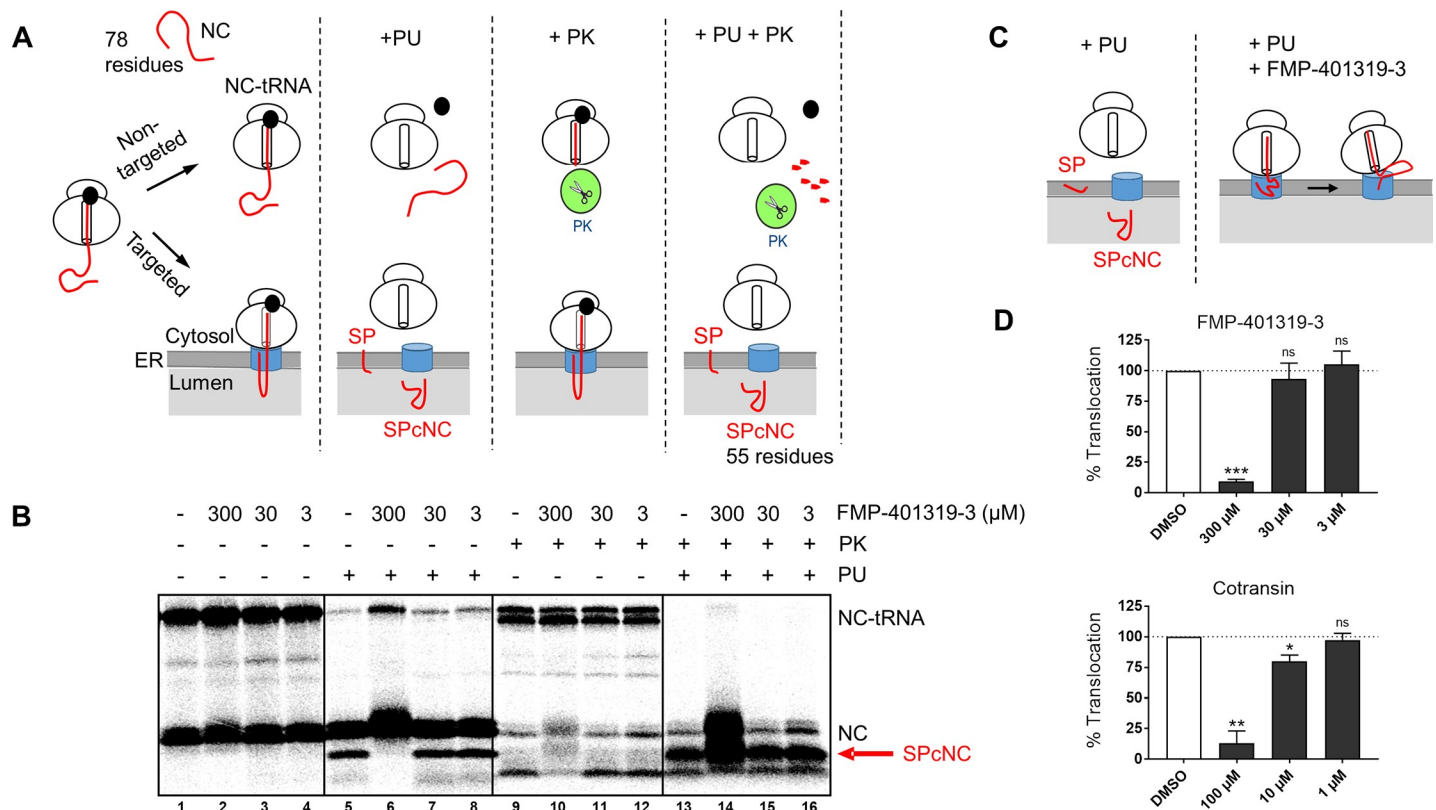 A
78 residues
NC
+PU
+ PK
+ PU + PK
NC-tRNA
Non-targeted
Targeted
PK
PK
Cytosol
ER
Lumen
SP
SPcNC
SP
SPcNC
55 residues
B
- 300 30 3 - 300 30 3 - 300 30 3 - 300 30 3 FMP-401319-3 (µM)
- - - - - - - - + + + + + + + + PK
- - - - + + + + - - - - + + + + PU
NC-tRNA
NC
SPcNC
1 2 3 4 5 6 7 8 9 10 11 12 13 14 15 16
C
+ PU
+ PU
+ FMP-401319-3
SP
SPcNC
D
FMP-401319-3
% Translocation
125
100
75
50
25
0
***
ns
ns
DMSO
300 µM
30 µM
3 µM
Cotransin
% Translocation
125
100
75
50
25
0
**
*
ns
DMSO
100 µM
10 µM
1 µM